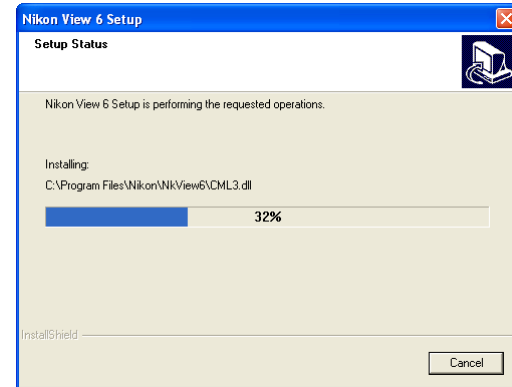 Nikon View 6 Setup
Setup Status
Nikon View 6 Setup is performing the requested operations.
Installing:
C:\Program Files\Nikon\NkView6\CML3.dll
32%
InstallShield
Cancel